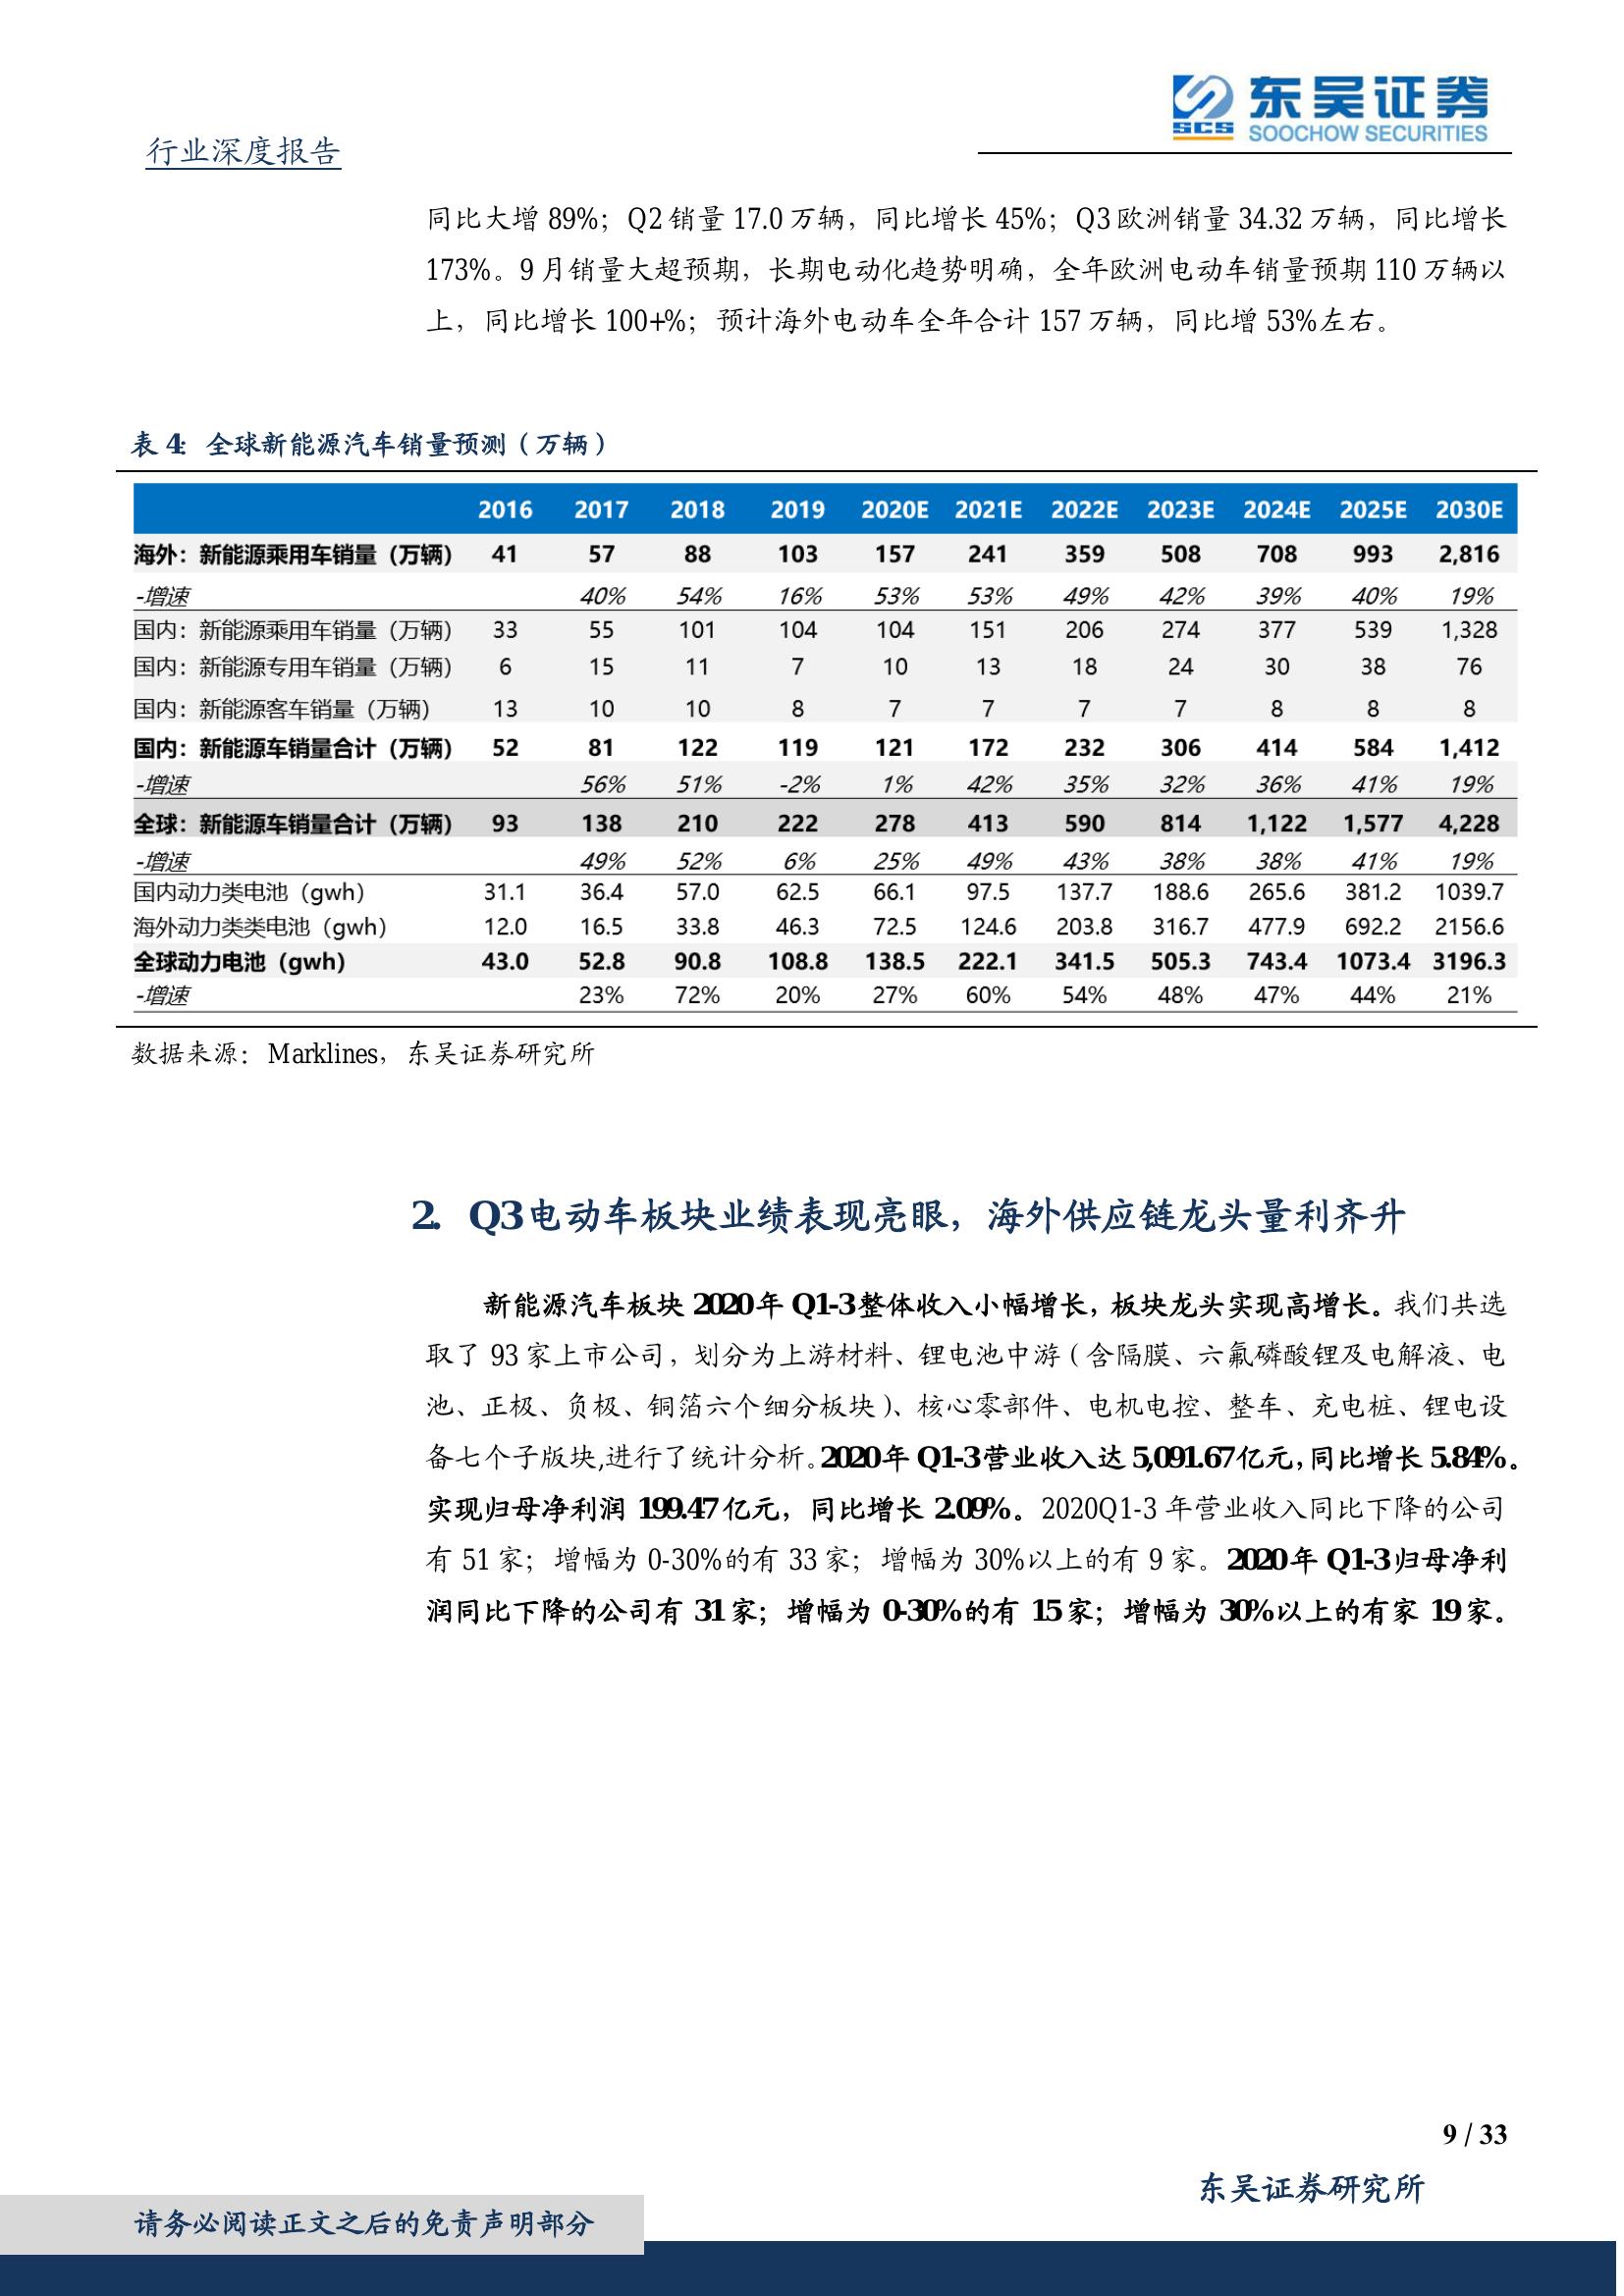 东吴证券
SCS
SOOCHOW SECURITIES
行业深度报告
同比大增 89%；Q2 销量 17.0 万辆，同比增长 45%；Q3 欧洲销量 34.32 万辆，同比增长
173%。9 月销量大超预期，长期电动化趋势明确，全年欧洲电动车销量预期 110 万辆以
上，同比增长 100+%；预计海外电动车全年合计 157 万辆，同比增 53%左右。
表 4：全球新能源汽车销量预测（万辆）
2016 2017 2018 2019 2020E 2021E 2022E 2023E 2024E 2025E 2030E
海外：新能源乘用车销量（万辆） 41 57 88 103 157 241 359 508 708 993 2,816
-增速 40% 54% 16% 53% 53% 49% 42% 39% 40% 19%
国内：新能源乘用车销量（万辆） 33 55 101 104 104 151 206 274 377 539 1,328
国内：新能源专用车销量（万辆） 6 15 11 7 10 13 18 24 30 38 76
国内：新能源客车销量（万辆） 13 10 10 8 7 7 7 7 8 8 8
国内：新能源车销量合计（万辆） 52 81 122 119 121 172 232 306 414 584 1,412
-增速 56% 51% -2% 1% 42% 35% 32% 36% 41% 19%
全球：新能源车销量合计（万辆） 93 138 210 222 278 413 590 814 1,122 1,577 4,228
-增速 49% 52% 6% 25% 49% 43% 38% 38% 41% 19%
国内动力类电池（gwh） 31.1 36.4 57.0 62.5 66.1 97.5 137.7 188.6 265.6 381.2 1039.7
海外动力类类电池（gwh） 12.0 16.5 33.8 46.3 72.5 124.6 203.8 316.7 477.9 692.2 2156.6
全球动力电池（gwh） 43.0 52.8 90.8 108.8 138.5 222.1 341.5 505.3 743.4 1073.4 3196.3
-增速 23% 72% 20% 27% 60% 54% 48% 47% 44% 21%
数据来源：Marklines，东吴证券研究所
2. Q3 电动车板块业绩表现亮眼，海外供应链龙头量利齐升
新能源汽车板块 2020 年 Q1-3 整体收入小幅增长，板块龙头实现高增长。我们共选
取了 93 家上市公司，划分为上游材料、锂电池中游（含隔膜、六氟磷酸锂及电解液、电
池、正极、负极、铜箔六个细分板块）、核心零部件、电机电控、整车、充电桩、锂电设
备七个子版块,进行了统计分析。2020 年 Q1-3 营业收入达 5,091.67 亿元，同比增长 5.84%。
实现归母净利润 199.47 亿元，同比增长 2.09%。2020Q1-3 年营业收入同比下降的公司
有 51 家；增幅为 0-30%的有 33 家；增幅为 30%以上的有 9 家。2020 年 Q1-3 归母净利
润同比下降的公司有 31 家；增幅为 0-30%的有 15 家；增幅为 30%以上的有家 19 家。
9 / 33
东吴证券研究所
请务必阅读正文之后的免责声明部分